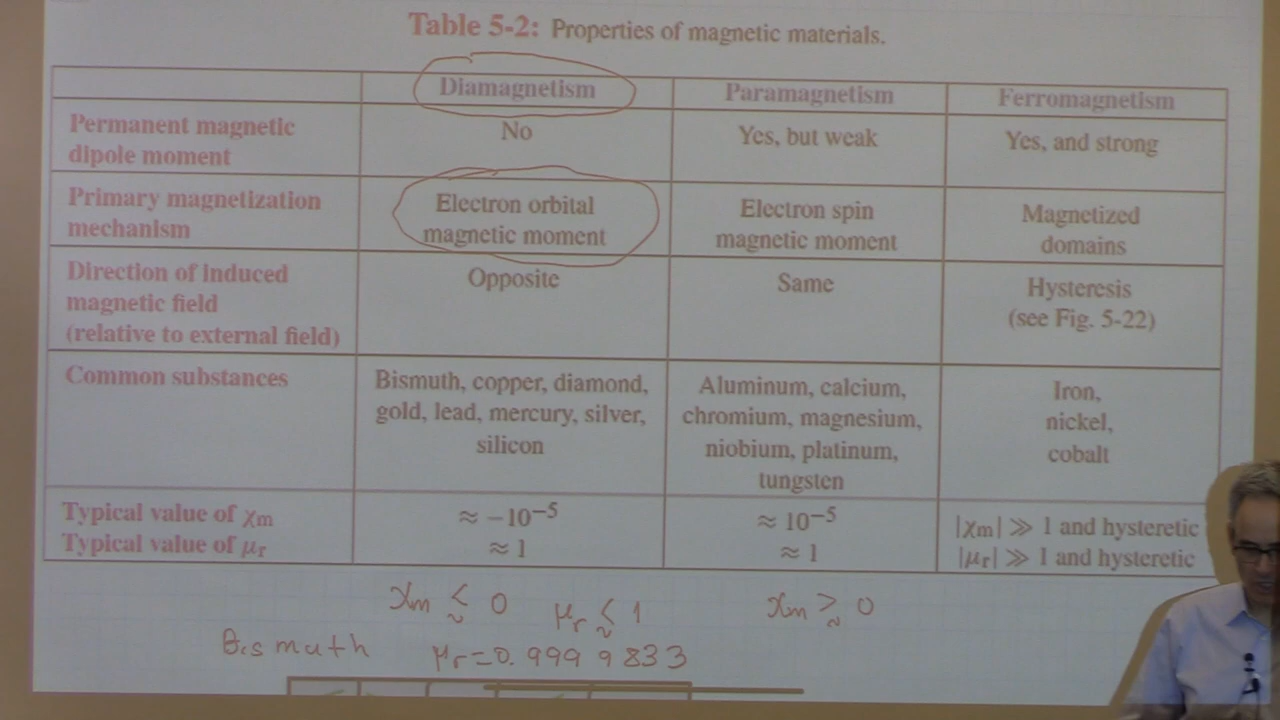 Table 5-2: Properties of magnetic materials.
Diamagnetism Paramagnetism Ferromagnetism
Permanent magnetic dipole moment No Yes, but weak Yes, and strong
Primary magnetization mechanism Electron orbital magnetic moment Electron spin magnetic moment Magnetized domains
Direction of induced magnetic field (relative to external field) Opposite Same Hysteresis (see Fig. 5-22)
Common substances Bismuth, copper, diamond, gold, lead, mercury, silver, silicon Aluminum, calcium, chromium, magnesium, niobium, platinum, tungsten Iron, nickel, cobalt
Typical value of χm ≈ −10⁻⁵ ≈ 10⁻⁵ |χm| ≫ 1 and hysteretic
Typical value of μr ≈ 1 ≈ 1 |μr| ≫ 1 and hysteretic
χm ≲ 0 μr ≲ 1 χm ≳ 0
Bismuth μr=0.9999833